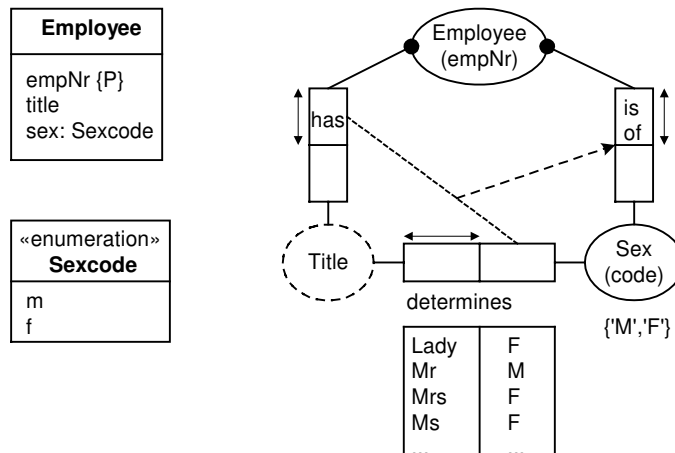 Employee
empNr {P}
title
sex: Sexcode
«enumeration»
Sexcode
m
f
Employee
(empNr)
has
is
of
Title
Sex
(code)
determines
{'M','F'}
Lady F
Mr M
Mrs F
Ms F
... ...